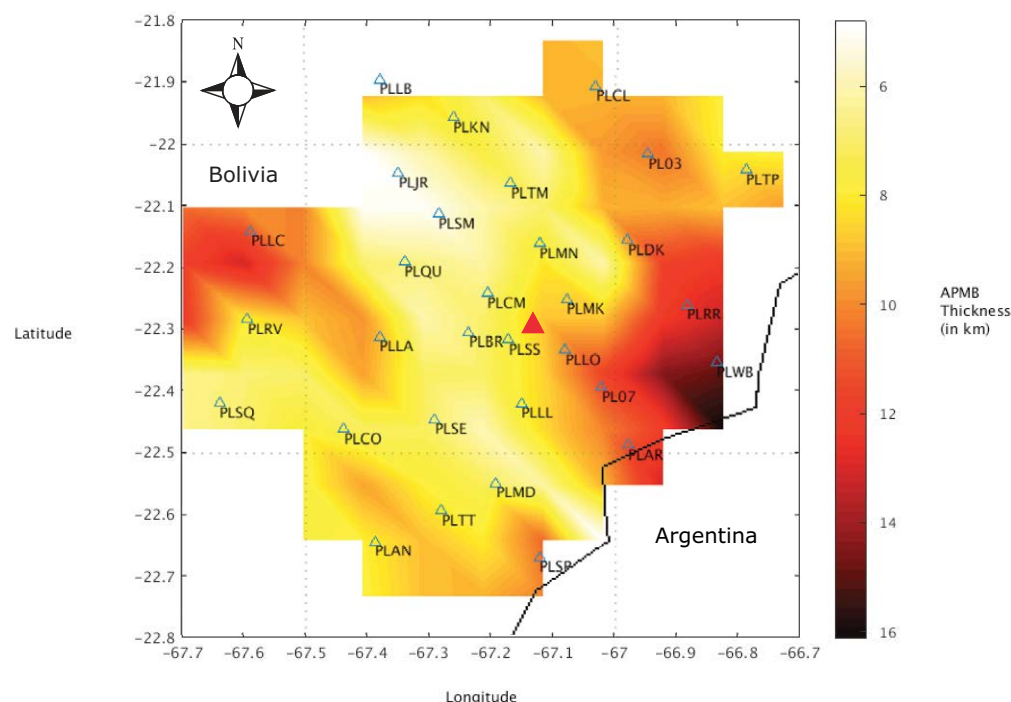 −21.8
N
PLLB
PLCL
−21.9
PLKN
−22
PL03
Bolivia
PLJR
PLTM
PLTP
−22.1
PLSM
PLLC
PLMN
PLDK
−22.2
PLQU
PLCM
PLMK
PLRR
PLRV
−22.3
PLLA
PLBR
PLSS
PLLO
PLWB
−22.4
PLSQ
PL07
PLLL
PLCO
PLSE
−22.5
PLAR
PLMD
−22.6
PLTT
Argentina
PLAN
PLSP
−22.7
−22.8
−67.7 −67.6 −67.5 −67.4 −67.3 −67.2 −67.1 −67 −66.9 −66.8 −66.7
Latitude
Longitude
6
8
10
12
14
16
APMB
Thickness
(in km)